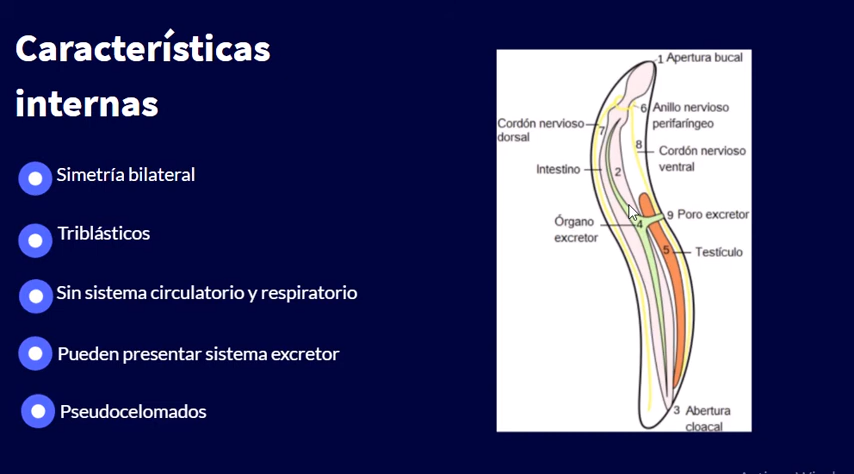 Características
internas
Simetría bilateral
Triblásticos
Sin sistema circulatorio y respiratorio
Pueden presentar sistema excretor
Pseudocelomados
1 Apertura bucal
6 Anillo nervioso
perifaríngeo
Cordón nervioso
dorsal
7
8 Cordón nervioso
ventral
Intestino
2
9 Poro excretor
Órgano
excretor
4
5 Testículo
3 Abertura
cloacal